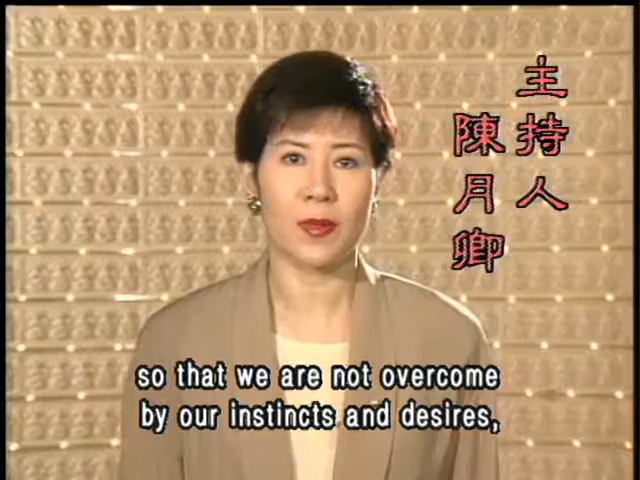 主持人
陳月卿
so that we are not overcome
by our instincts and desires,